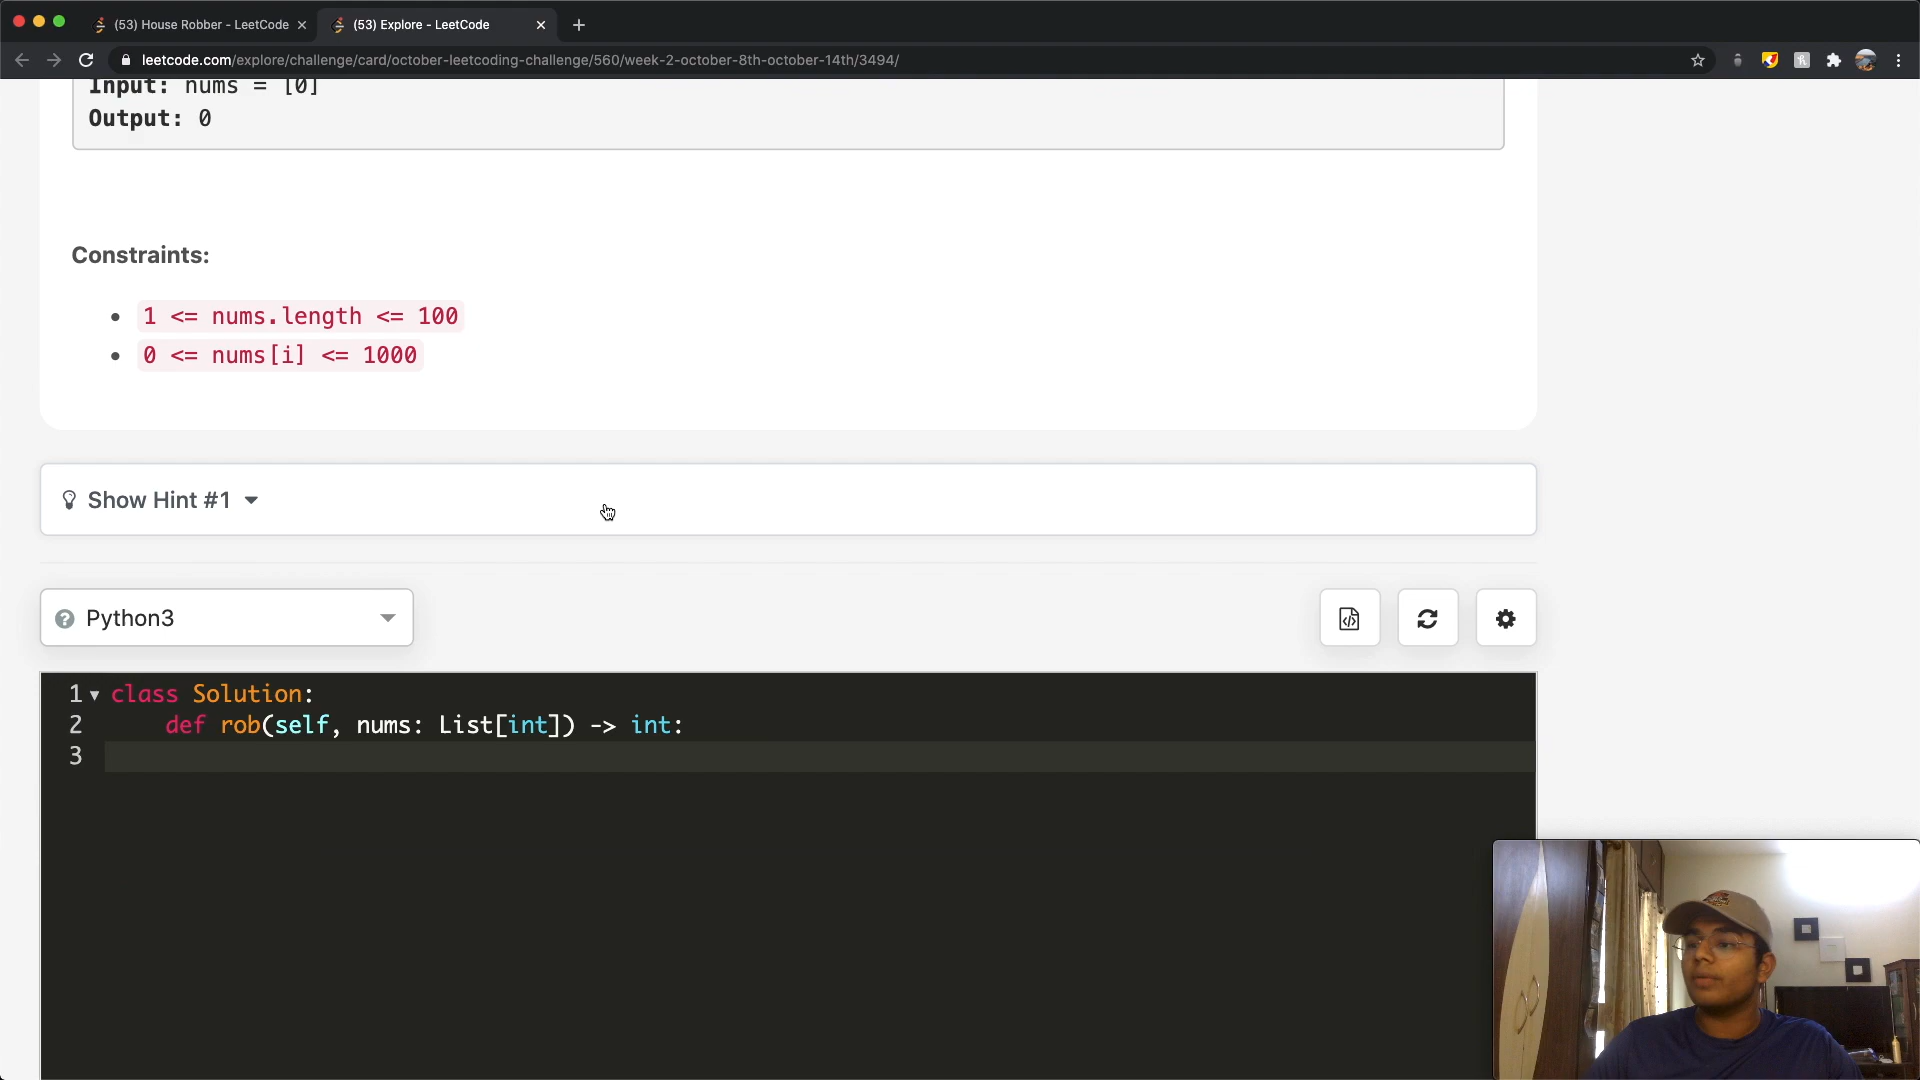 (53) House Robber - LeetCode
(53) Explore - LeetCode
leetcode.com/explore/challenge/card/october-leetcoding-challenge/560/week-2-october-8th-october-14th/3494/
Input: nums = [0]
Output: 0
Constraints:
1 <= nums.length <= 100
0 <= nums[i] <= 1000
Show Hint #1
Python3
1 class Solution:
2 def rob(self, nums: List[int]) -> int:
3